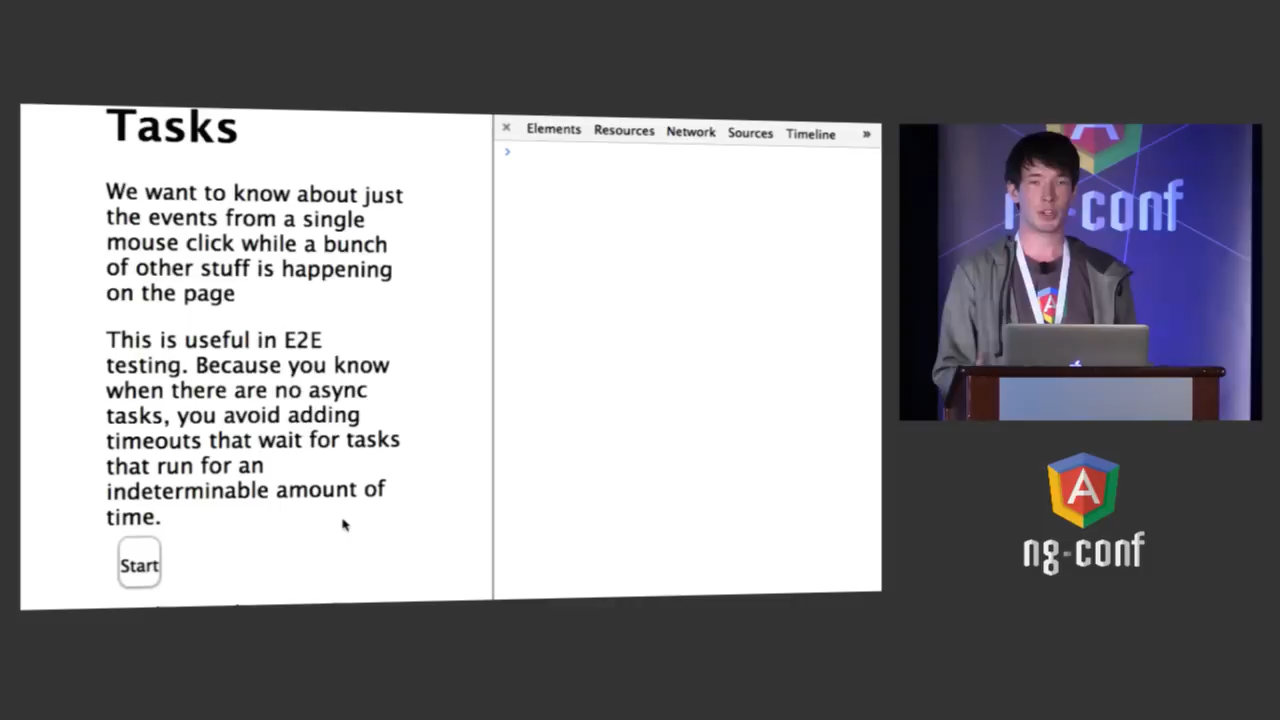 Tasks
We want to know about just
the events from a single
mouse click while a bunch
of other stuff is happening
on the page
This is useful in E2E
testing. Because you know
when there are no async
tasks, you avoid adding
timeouts that wait for tasks
that run for an
indeterminable amount of
time.
Start
× Elements Resources Network Sources Timeline »
>
ng-conf
A
ng-conf